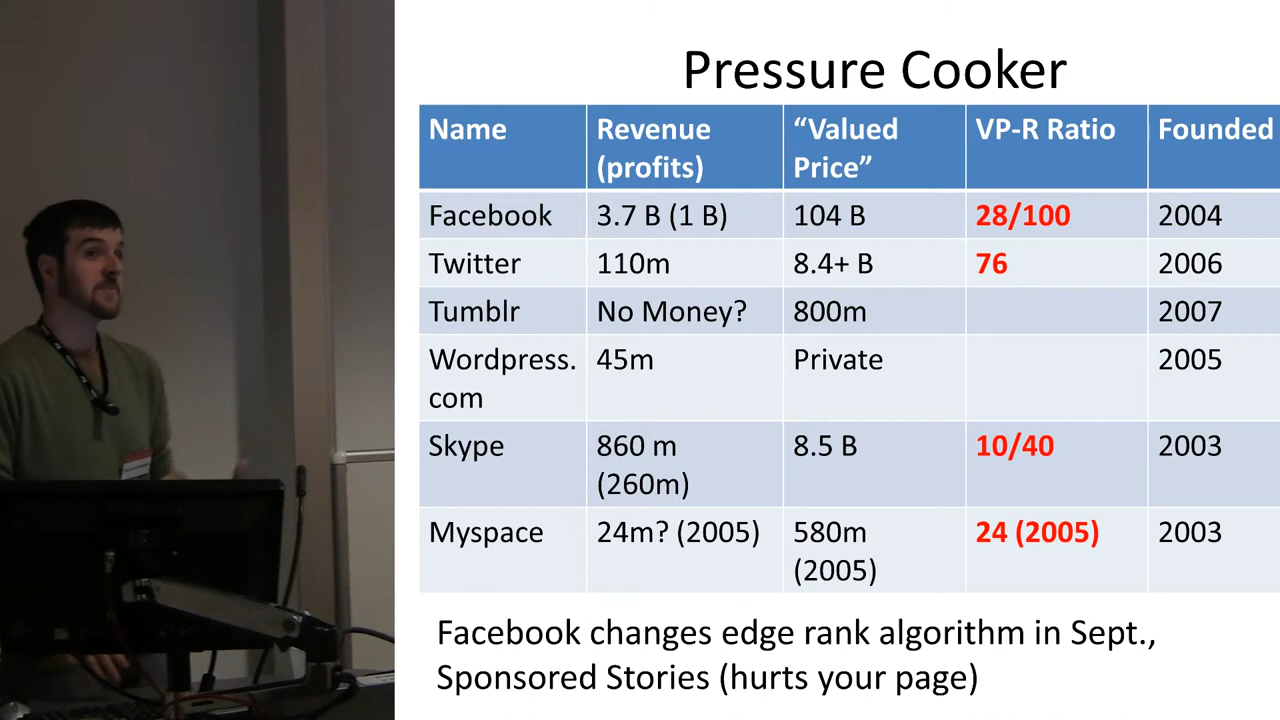 Pressure Cooker
Name Revenue (profits) “Valued Price” VP-R Ratio Founded
Facebook 3.7 B (1 B) 104 B 28/100 2004
Twitter 110m 8.4+ B 76 2006
Tumblr No Money? 800m 2007
Wordpress.com 45m Private 2005
Skype 860 m (260m) 8.5 B 10/40 2003
Myspace 24m? (2005) 580m (2005) 24 (2005) 2003
Facebook changes edge rank algorithm in Sept.,
Sponsored Stories (hurts your page)